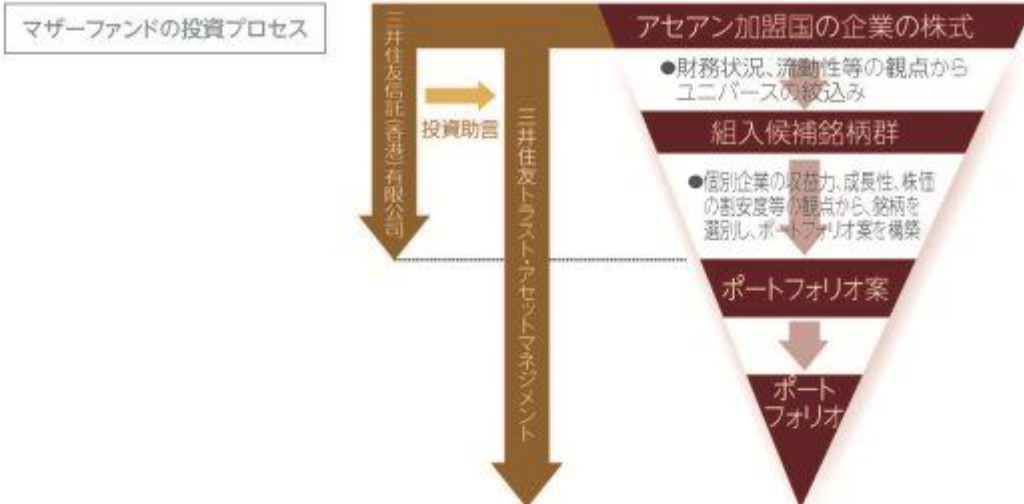 マザーファンドの投資プロセス
三井住友信託(香港)有限公司
投資助言
三井住友トラスト・アセットマネジメント
アセアン加盟国の企業の株式
●財務状況、流動性等の観点から
ユニバースの絞込み
組入候補銘柄群
●個別企業の収益力、成長性、株価
の割安度等の観点から、銘柄を
選別し、ポートフォリオ案を構築
ポートフォリオ案
ポート
フォリオ